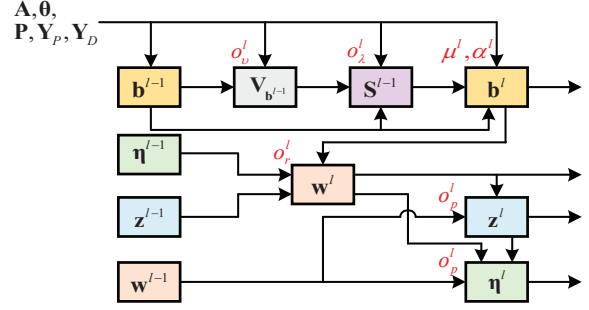 A, θ,
P, Y_P, Y_D
o_υ^l o_λ^l μ^l, α^l
b^{l-1} V_{b^{l-1}} S^{l-1} b^l
η^{l-1} o_r^l
w^l
z^{l-1} o_p^l z^l
w^{l-1} o_p^l η^l